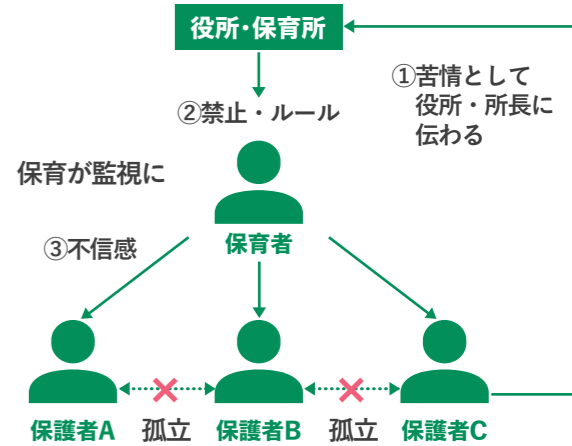 役所・保育所
①苦情として
役所・所長に
伝わる
②禁止・ルール
保育が監視に
保育者
③不信感
保護者A
孤立
保護者B
孤立
保護者C